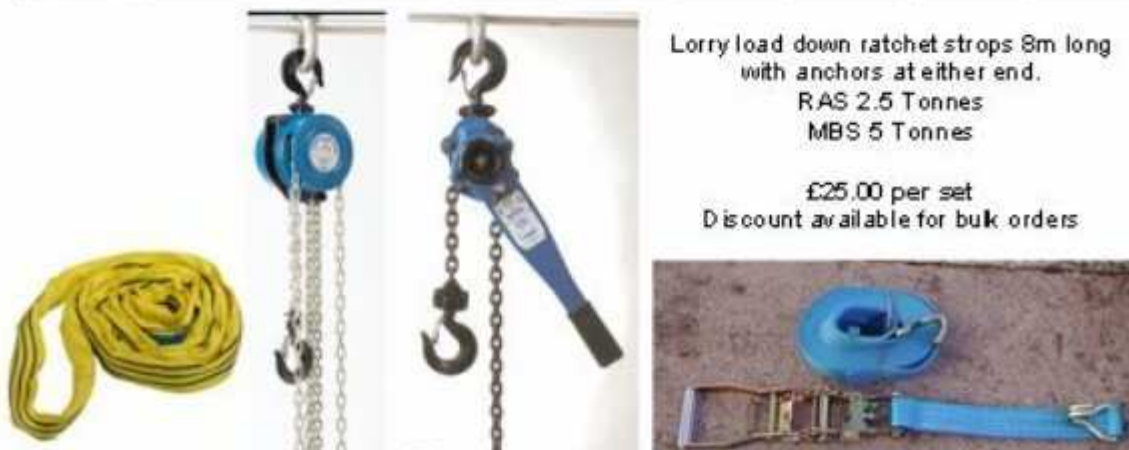 Lorry load down ratchet strops 8m long
with anchors at either end.
RAS 2.5 Tonnes
MBS 5 Tonnes
£25.00 per set
Discount available for bulk orders